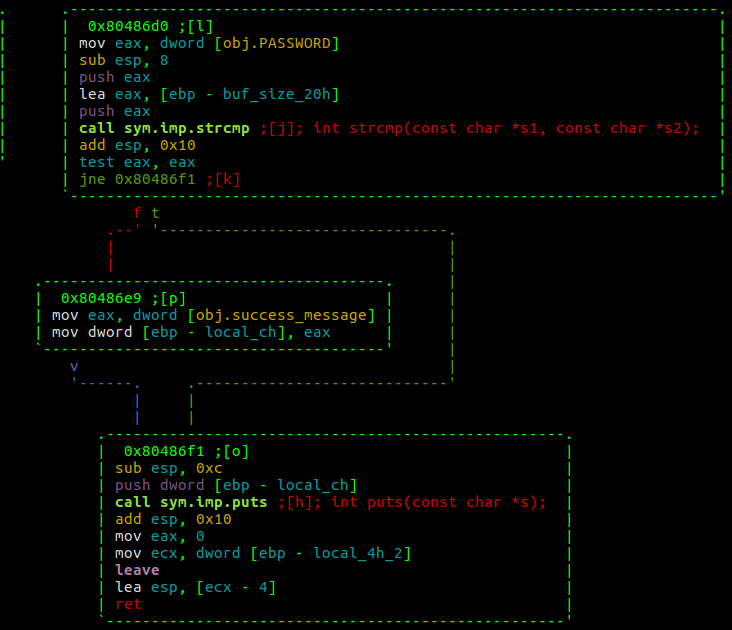 0x80486d0 ;[l]
mov eax, dword [obj.PASSWORD]
sub esp, 8
push eax
lea eax, [ebp - buf_size_20h]
push eax
call sym.imp.strcmp ;[j]; int strcmp(const char *s1, const char *s2);
add esp, 0x10
test eax, eax
jne 0x80486f1 ;[k]
f t
0x80486e9 ;[p]
mov eax, dword [obj.success_message]
mov dword [ebp - local_ch], eax
v
0x80486f1 ;[o]
sub esp, 0xc
push dword [ebp - local_ch]
call sym.imp.puts ;[h]; int puts(const char *s);
add esp, 0x10
mov eax, 0
mov ecx, dword [ebp - local_4h_2]
leave
lea esp, [ecx - 4]
ret